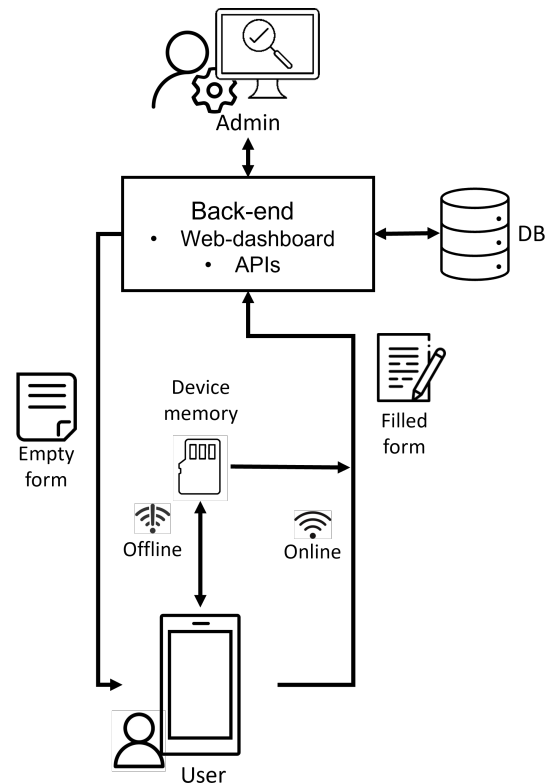 Admin
Back-end
• Web-dashboard
• APIs
DB
Device
memory
Filled
form
Empty
form
Offline
Online
User